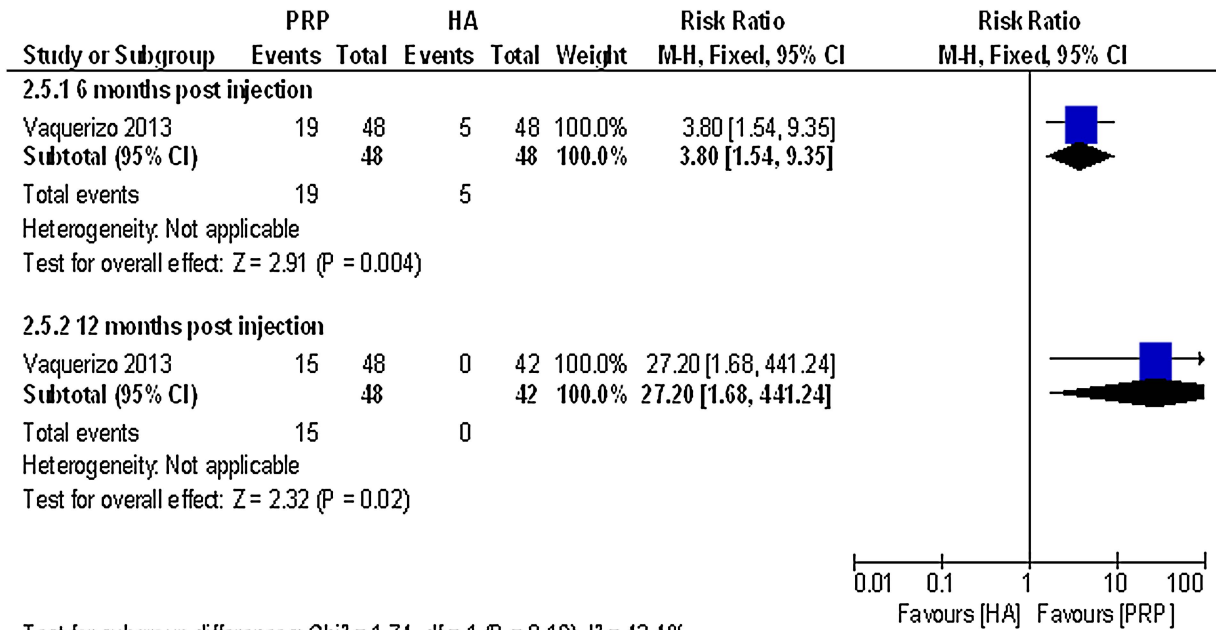 PRP HA Risk Ratio Risk Ratio
Study or Subgroup Events Total Events Total Weight M-H, Fixed, 95% CI M-H, Fixed, 95% CI
2.5.1 6 months post injection
Vaquerizo 2013 19 48 5 48 100.0% 3.80 [1.54, 9.35]
Subtotal (95% CI) 48 48 100.0% 3.80 [1.54, 9.35]
Total events 19 5
Heterogeneity: Not applicable
Test for overall effect: Z = 2.91 (P = 0.004)
2.5.2 12 months post injection
Vaquerizo 2013 15 48 0 42 100.0% 27.20 [1.68, 441.24]
Subtotal (95% CI) 48 42 100.0% 27.20 [1.68, 441.24]
Total events 15 0
Heterogeneity: Not applicable
Test for overall effect: Z = 2.32 (P = 0.02)
0.01 0.1 1 10 100
Favours [HA] Favours [PRP]